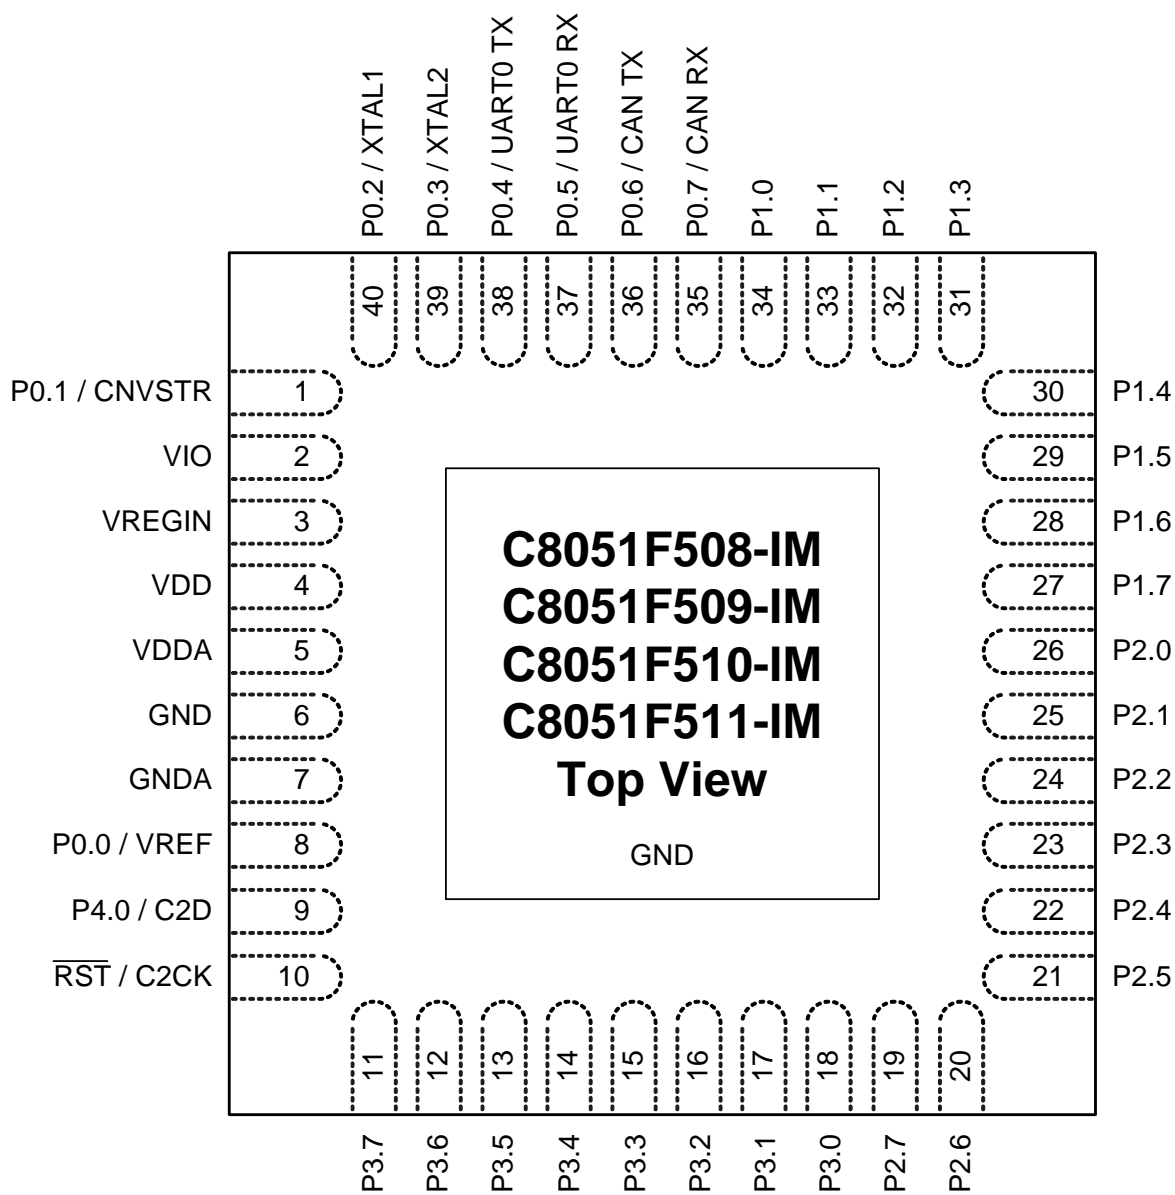 P0.2 / XTAL1
P0.3 / XTAL2
P0.4 / UART0 TX
P0.5 / UART0 RX
P0.6 / CAN TX
P0.7 / CAN RX
P1.0
P1.1
P1.2
P1.3
40
39
38
37
36
35
34
33
32
31
P0.1 / CNVSTR
1
30
P1.4
VIO
2
29
P1.5
VREGIN
3
28
P1.6
VDD
4
27
P1.7
VDDA
5
26
P2.0
GND
6
25
P2.1
GNDA
7
24
P2.2
P0.0 / VREF
8
23
P2.3
P4.0 / C2D
9
22
P2.4
RST / C2CK
10
21
P2.5
C8051F508-IM
C8051F509-IM
C8051F510-IM
C8051F511-IM
Top View
GND
11
12
13
14
15
16
17
18
19
20
P3.7
P3.6
P3.5
P3.4
P3.3
P3.2
P3.1
P3.0
P2.7
P2.6